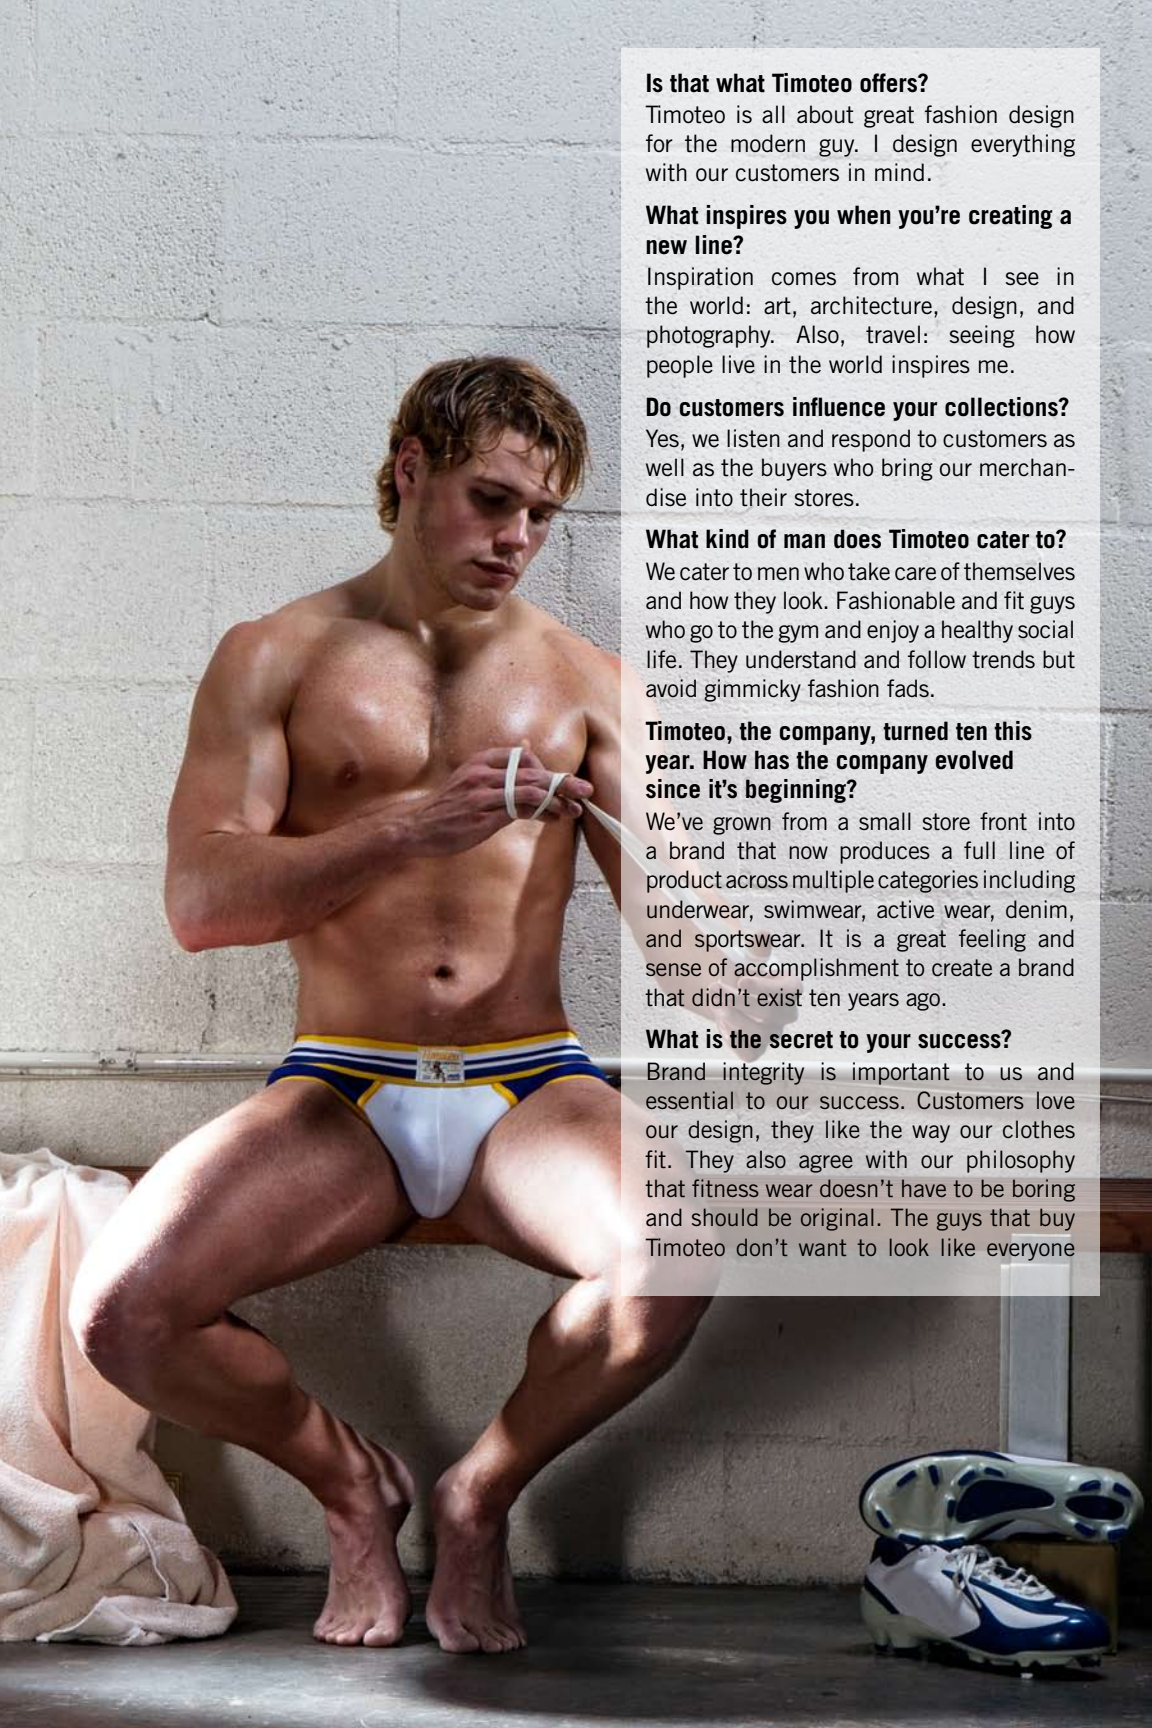 Is that what Timoteo offers?
Timoteo is all about great fashion design
for the modern guy. I design everything
with our customers in mind.
What inspires you when you’re creating a
new line?
Inspiration comes from what I see in
the world: art, architecture, design, and
photography. Also, travel: seeing how
people live in the world inspires me.
Do customers influence your collections?
Yes, we listen and respond to customers as
well as the buyers who bring our merchan-
dise into their stores.
What kind of man does Timoteo cater to?
We cater to men who take care of themselves
and how they look. Fashionable and fit guys
who go to the gym and enjoy a healthy social
life. They understand and follow trends but
avoid gimmicky fashion fads.
Timoteo, the company, turned ten this
year. How has the company evolved
since it’s beginning?
We’ve grown from a small store front into
a brand that now produces a full line of
product across multiple categories including
underwear, swimwear, active wear, denim,
and sportswear. It is a great feeling and
sense of accomplishment to create a brand
that didn’t exist ten years ago.
What is the secret to your success?
Brand integrity is important to us and
essential to our success. Customers love
our design, they like the way our clothes
fit. They also agree with our philosophy
that fitness wear doesn’t have to be boring
and should be original. The guys that buy
Timoteo don’t want to look like everyone